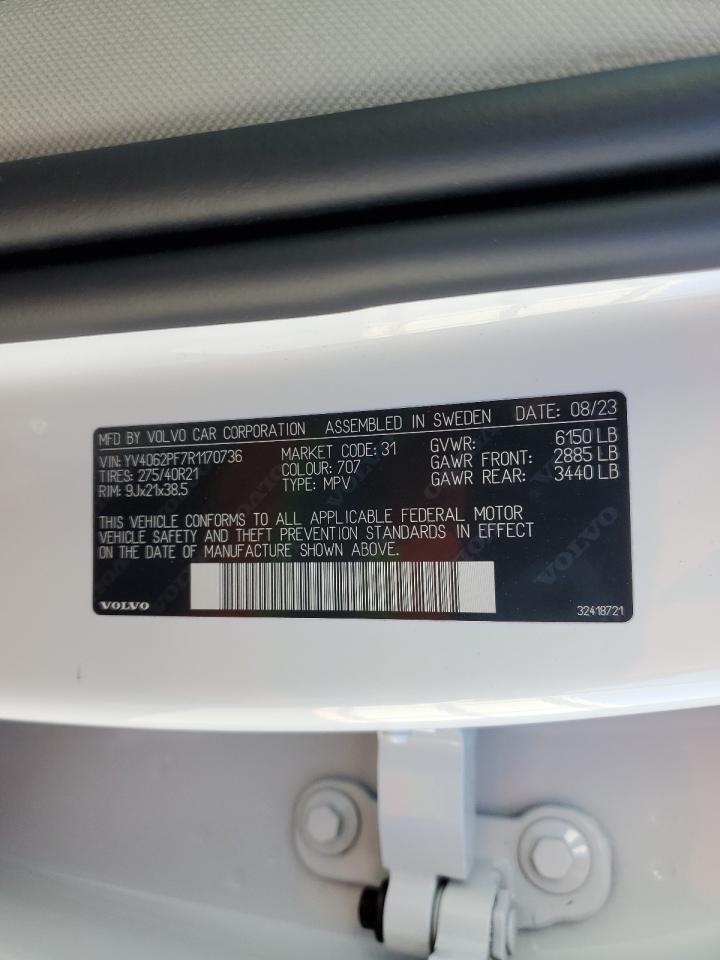 MFD BY VOLVO CAR CORPORATION ASSEMBLED IN SWEDEN DATE: 08/23
VIN: YV4062PF7R1170736 MARKET CODE: 31 GVWR: 6150 LB
TIRES: 275/40R21 COLOUR: 707 GAWR FRONT: 2885 LB
RIM: 9Jx21x38.5 TYPE: MPV GAWR REAR: 3440 LB
THIS VEHICLE CONFORMS TO ALL APPLICABLE FEDERAL MOTOR
VEHICLE SAFETY AND THEFT PREVENTION STANDARDS IN EFFECT
ON THE DATE OF MANUFACTURE SHOWN ABOVE.
VOLVO 32418721